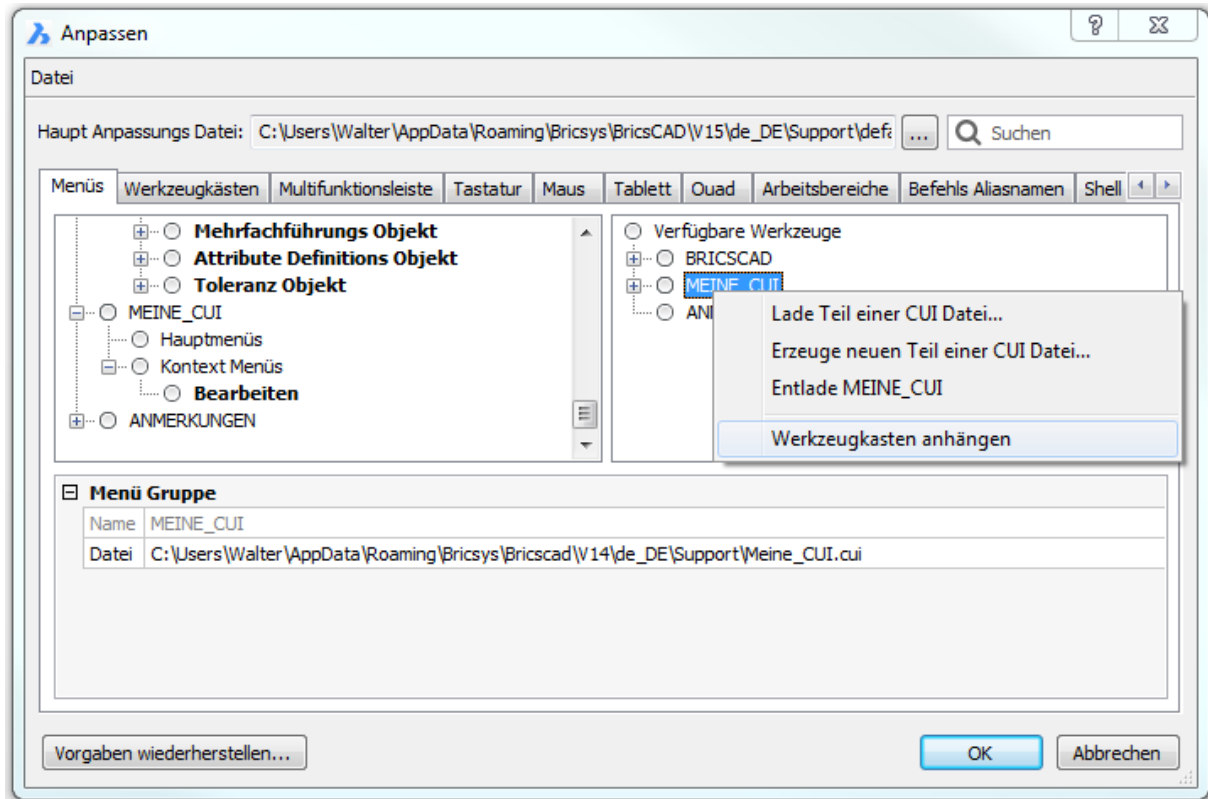 Anpassen
Datei
Haupt Anpassungs Datei: C:\Users\Walter\AppData\Roaming\Bricsys\BricsCAD\V15\de_DE\Support\defa ... Suchen
Menüs Werkzeugkästen Multifunktionsleiste Tastatur Maus Tablett Quad Arbeitsbereiche Befehls Aliasnamen Shell
Mehrfachführungs Objekt
Attribute Definitions Objekt
Toleranz Objekt
MEINE_CUI
Hauptmenüs
Kontext Menüs
Bearbeiten
ANMERKUNGEN
Verfügbare Werkzeuge
BRICSCAD
MEINE_CUI
Lade Teil einer CUI Datei...
Erzeuge neuen Teil einer CUI Datei...
Entlade MEINE_CUI
Werkzeugkasten anhängen
Menü Gruppe
Name MEINE_CUI
Datei C:\Users\Walter\AppData\Roaming\Bricsys\Bricscad\V14\de_DE\Support\Meine_CUI.cui
Vorgaben wiederherstellen... OK Abbrechen